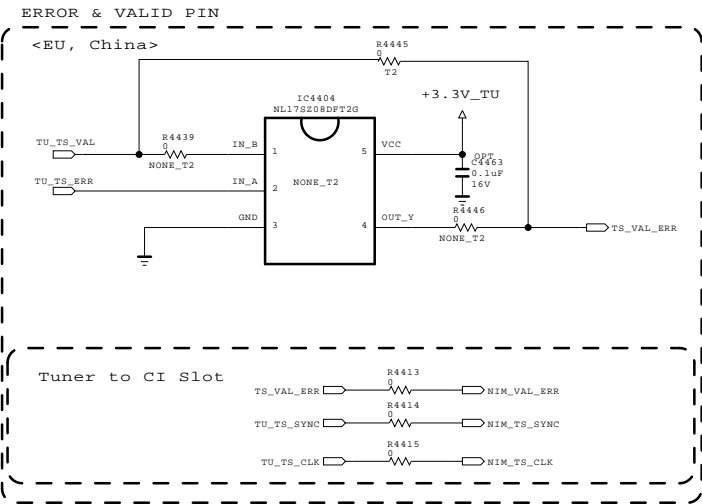 ERROR & VALID PIN
<EU, China>
R4445
0
T2
+3.3V_TU
IC4404
NL17SZ08DFT2G
TU_TS_VAL
R4439
0
NONE_T2
IN_B
1
5
VCC
OPT
C4463
0.1uF
16V
TU_TS_ERR
IN_A
2
NONE_T2
GND
3
4
OUT_Y
R4446
0
NONE_T2
TS_VAL_ERR
Tuner to CI Slot
R4413
0
TS_VAL_ERR
NIM_VAL_ERR
R4414
0
TU_TS_SYNC
NIM_TS_SYNC
R4415
0
TU_TS_CLK
NIM_TS_CLK